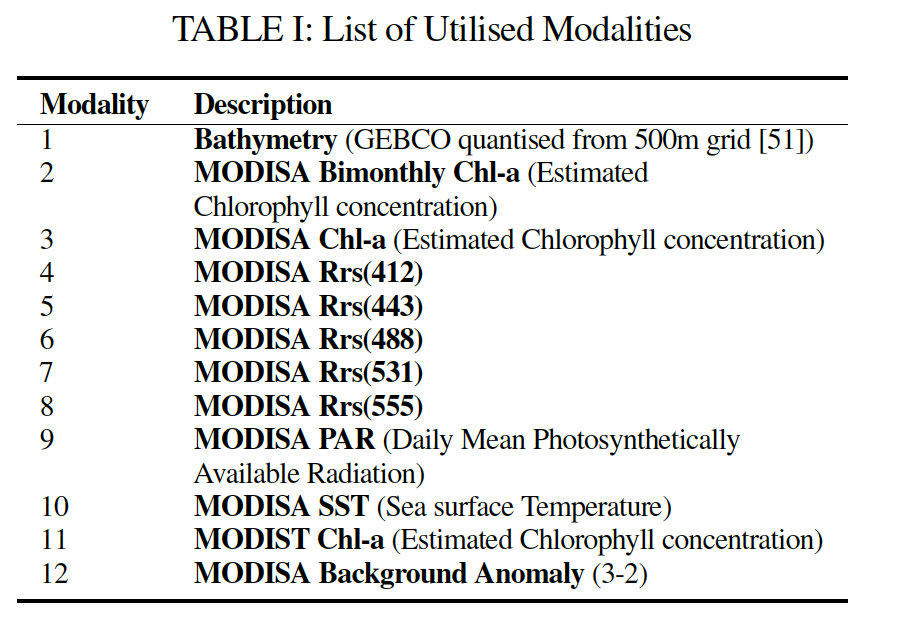 TABLE I: List of Utilised Modalities
Modality Description
1 Bathymetry (GEBCO quantised from 500m grid [51])
2 MODISA Bimonthly Chl-a (Estimated
Chlorophyll concentration)
3 MODISA Chl-a (Estimated Chlorophyll concentration)
4 MODISA Rrs(412)
5 MODISA Rrs(443)
6 MODISA Rrs(488)
7 MODISA Rrs(531)
8 MODISA Rrs(555)
9 MODISA PAR (Daily Mean Photosynthetically
Available Radiation)
10 MODISA SST (Sea surface Temperature)
11 MODIST Chl-a (Estimated Chlorophyll concentration)
12 MODISA Background Anomaly (3-2)